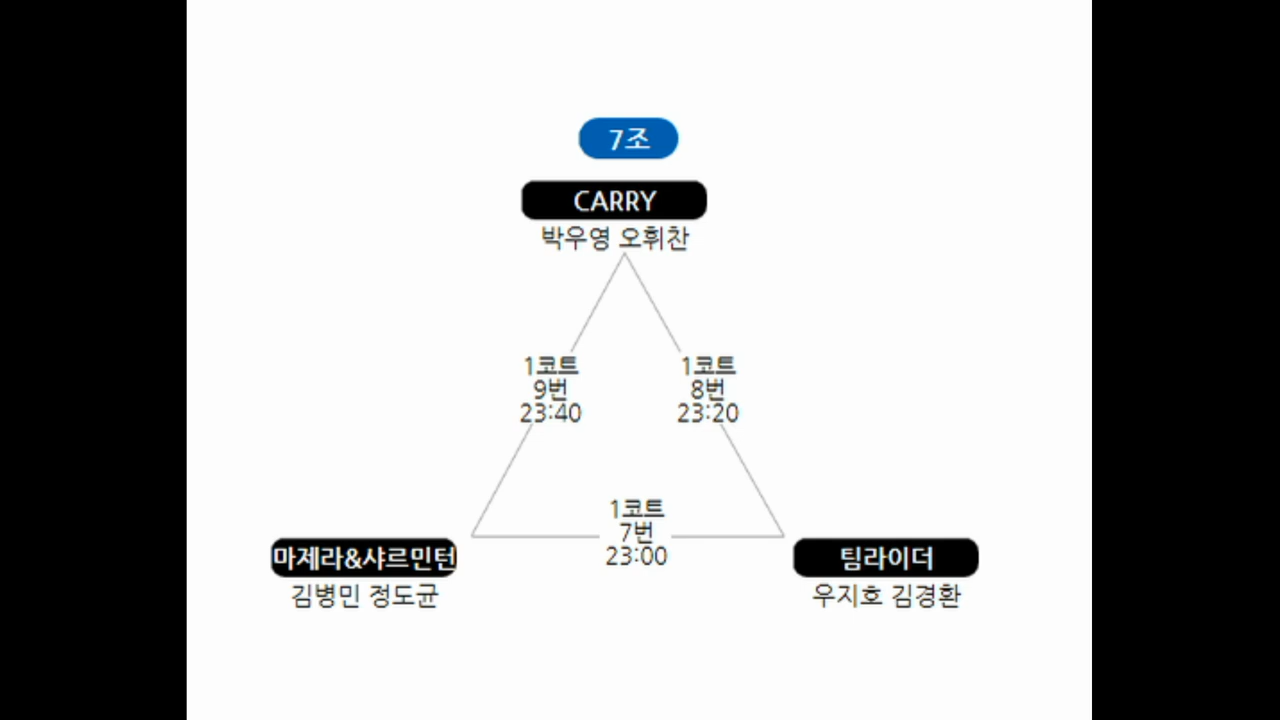 7조
CARRY
박우영 오휘찬
1코트
9번
23:40
1코트
8번
23:20
1코트
7번
23:00
마제라&샤르민턴
김병민 정도균
팀라이더
우지호 김경환